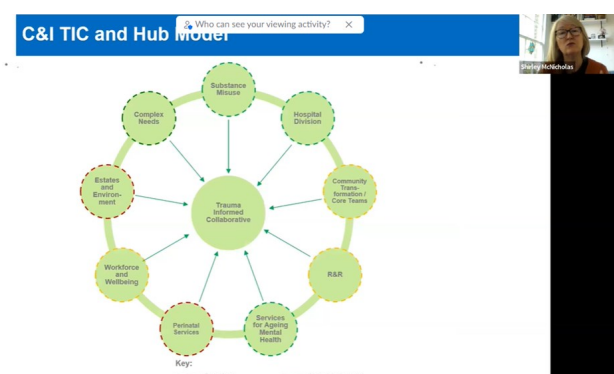 C&I TIC and Hub Model
Who can see your viewing activity?
Shirley McNicholas
Substance
Misuse
Hospital
Division
Community
Trans-
formation /
Core Teams
R&R
Services
for Ageing
Mental
Health
Perinatal
Services
Workforce
and
Wellbeing
Estates
and
Environ-
ment
Complex
Needs
Trauma
Informed
Collaborative
Key: